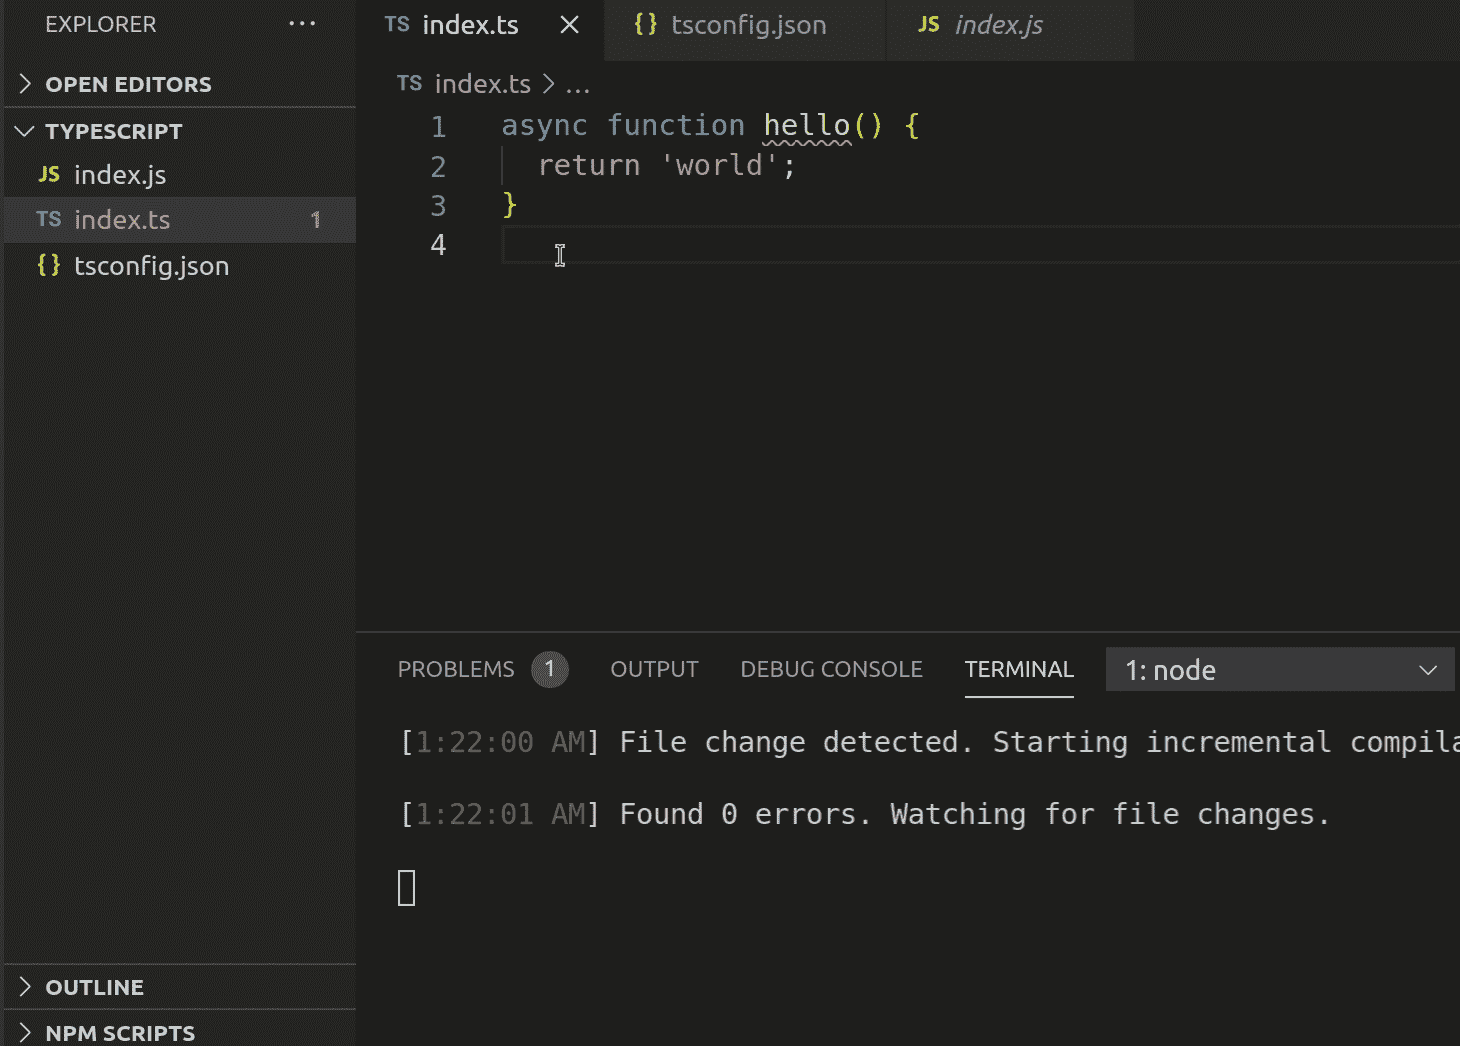 EXPLORER ...
OPEN EDITORS
TYPESCRIPT
JS index.js
TS index.ts 1
{} tsconfig.json
OUTLINE
NPM SCRIPTS
TS index.ts {} tsconfig.json JS index.js
TS index.ts > ...
1 async function hello() {
2 return 'world';
3 }
4
PROBLEMS 1 OUTPUT DEBUG CONSOLE TERMINAL 1: node
[1:22:00 AM] File change detected. Starting incremental compila
[1:22:01 AM] Found 0 errors. Watching for file changes.